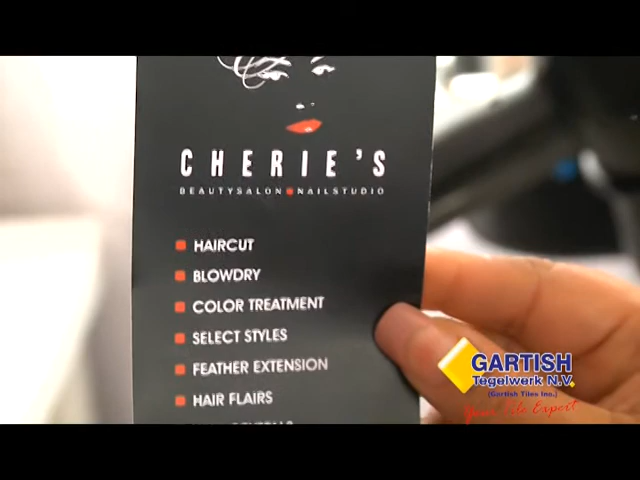 CHERIE'S
BEAUTYSALON NAILSTUDIO
HAIRCUT
BLOWDRY
COLOR TREATMENT
SELECT STYLES
FEATHER EXTENSION
HAIR FLAIRS
GARTISH
Tegelwerk N.V.
(Gartish Tiles Inc.)
Your Tile Expert